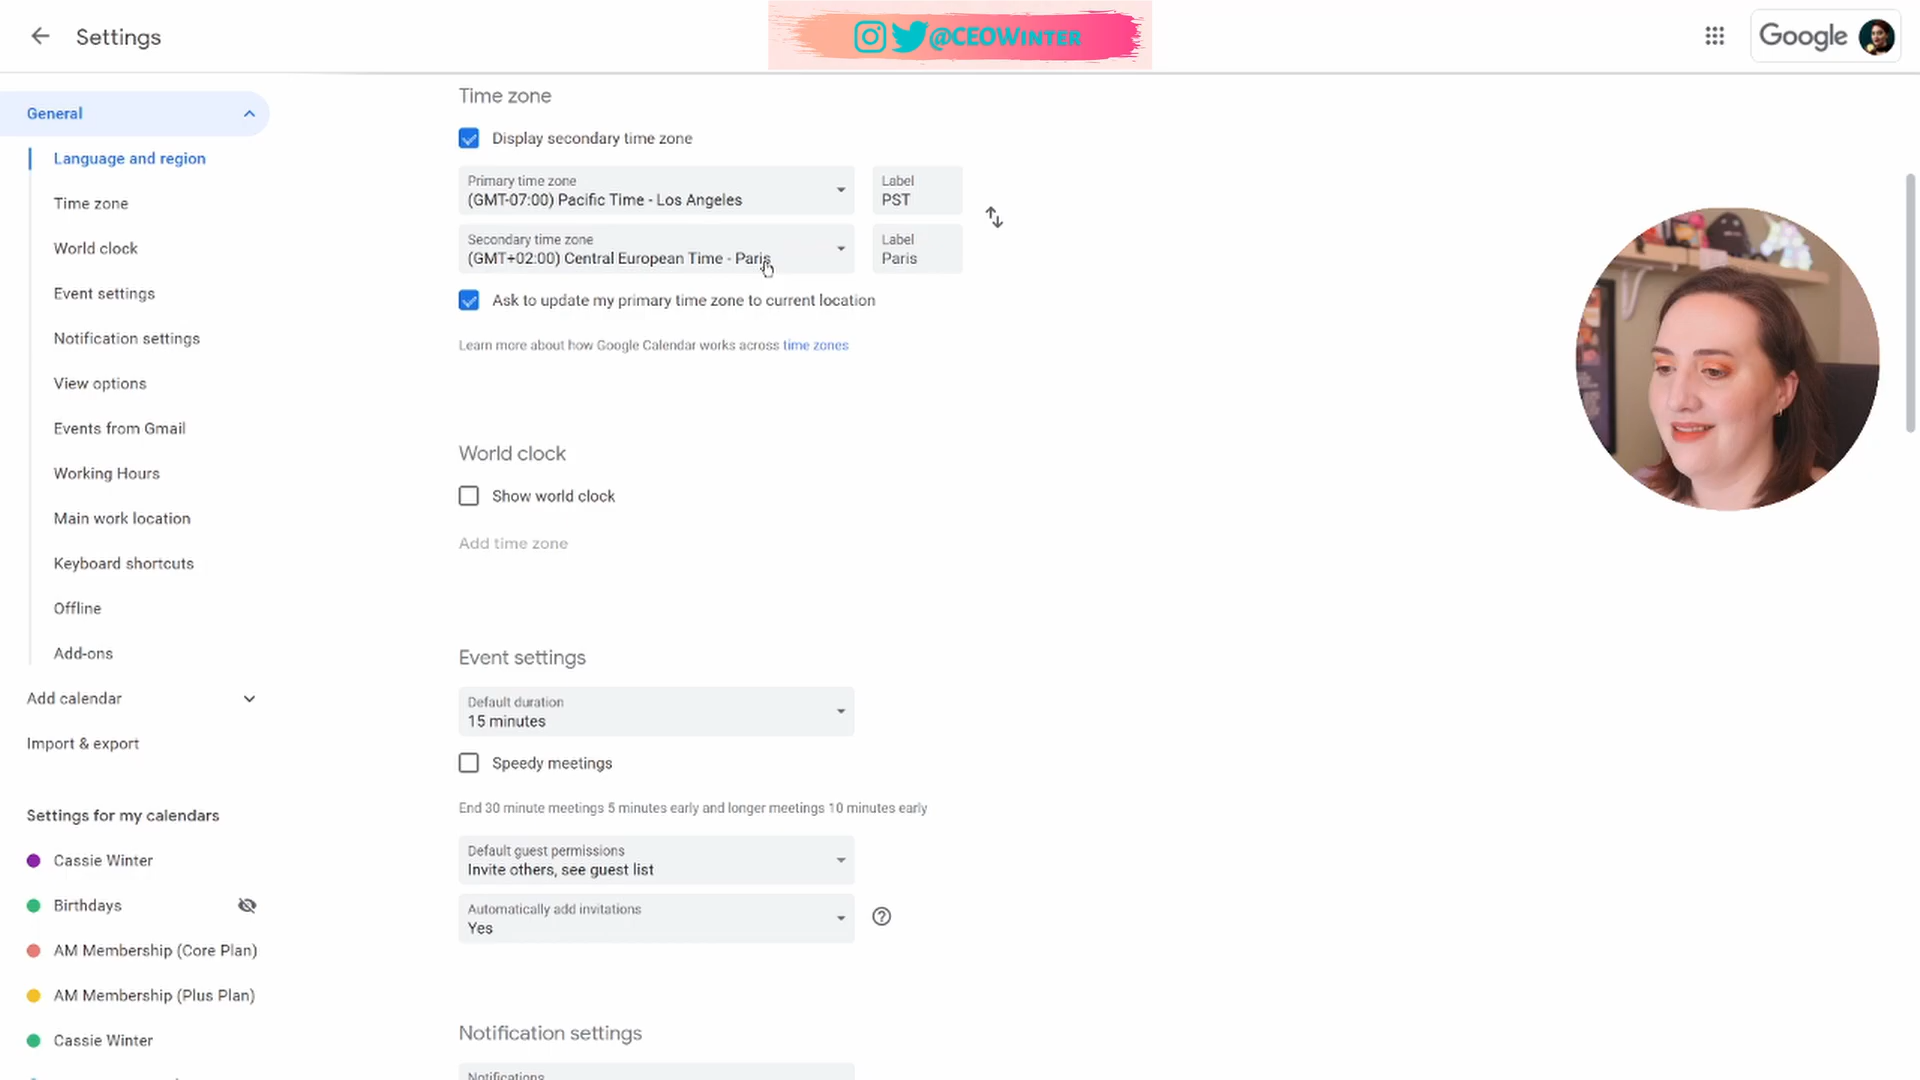 Settings
@CEOWinter
Google
General
Language and region
Time zone
World clock
Event settings
Notification settings
View options
Events from Gmail
Working Hours
Main work location
Keyboard shortcuts
Offline
Add-ons
Add calendar
Import & export
Settings for my calendars
Cassie Winter
Birthdays
AM Membership (Core Plan)
AM Membership (Plus Plan)
Cassie Winter
Time zone
Display secondary time zone
Primary time zone
(GMT-07:00) Pacific Time - Los Angeles
Label
PST
Secondary time zone
(GMT+02:00) Central European Time - Paris
Label
Paris
Ask to update my primary time zone to current location
Learn more about how Google Calendar works across time zones
World clock
Show world clock
Add time zone
Event settings
Default duration
15 minutes
Speedy meetings
End 30 minute meetings 5 minutes early and longer meetings 10 minutes early
Default guest permissions
Invite others, see guest list
Automatically add invitations
Yes
Notification settings
Notifications